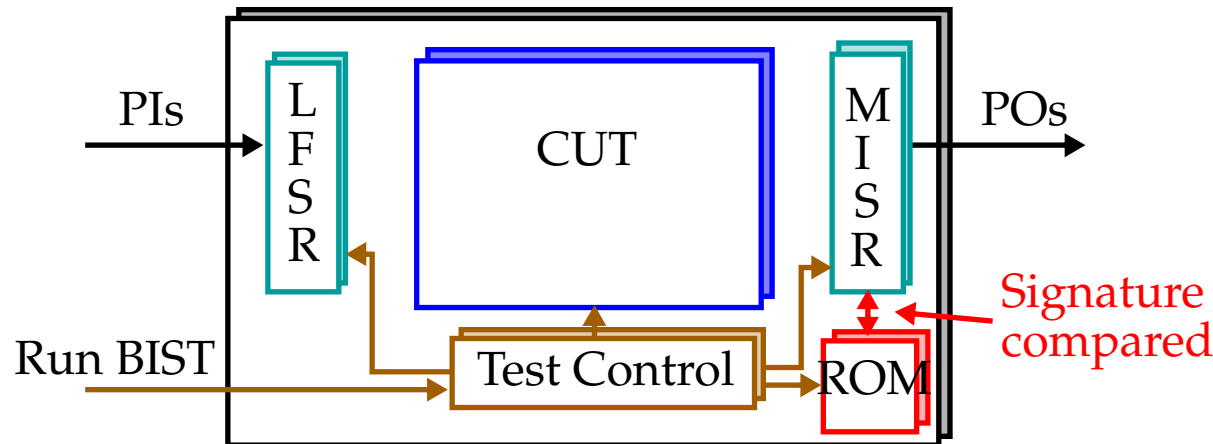 PIs
L
F
S
R
CUT
M
I
S
R
POs
Signature
compared
Run BIST
Test Control
ROM